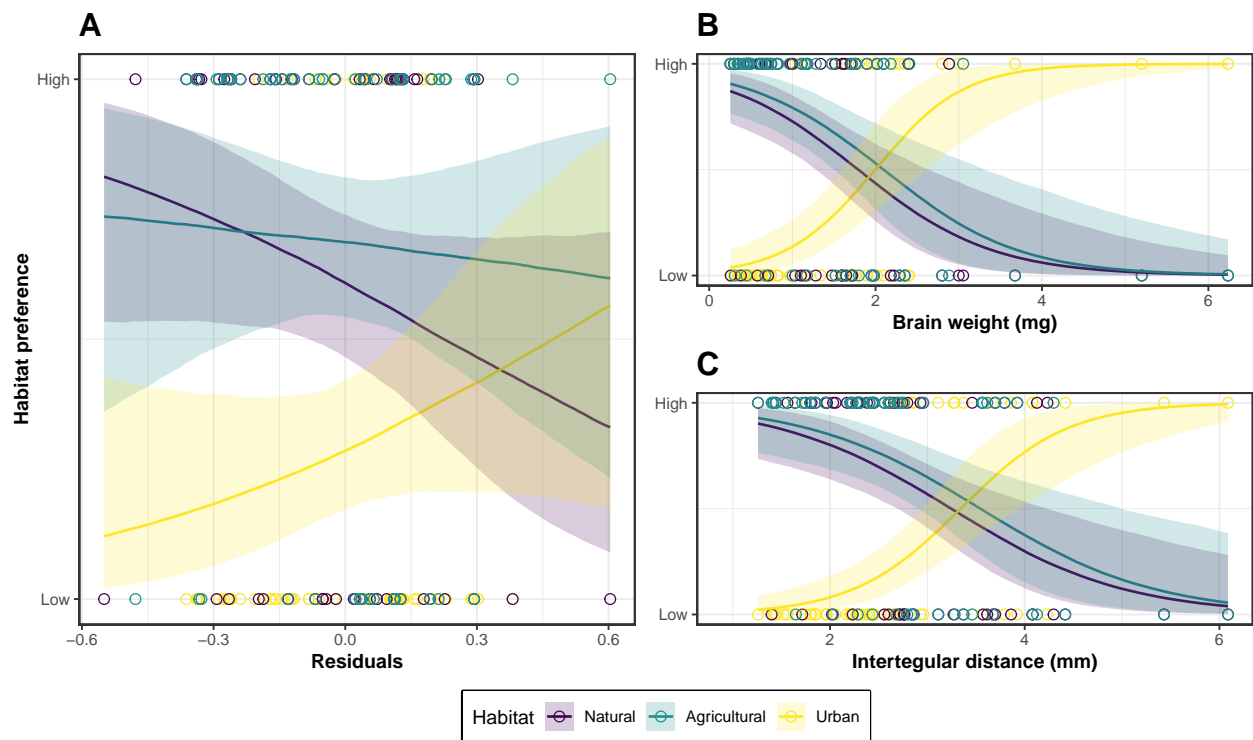 A
High
Low
Habitat preference
−0.6 −0.3 0.0 0.3 0.6
Residuals
B
High
Low
0 2 4 6
Brain weight (mg)
C
High
Low
2 4 6
Intertegular distance (mm)
Habitat Natural Agricultural Urban